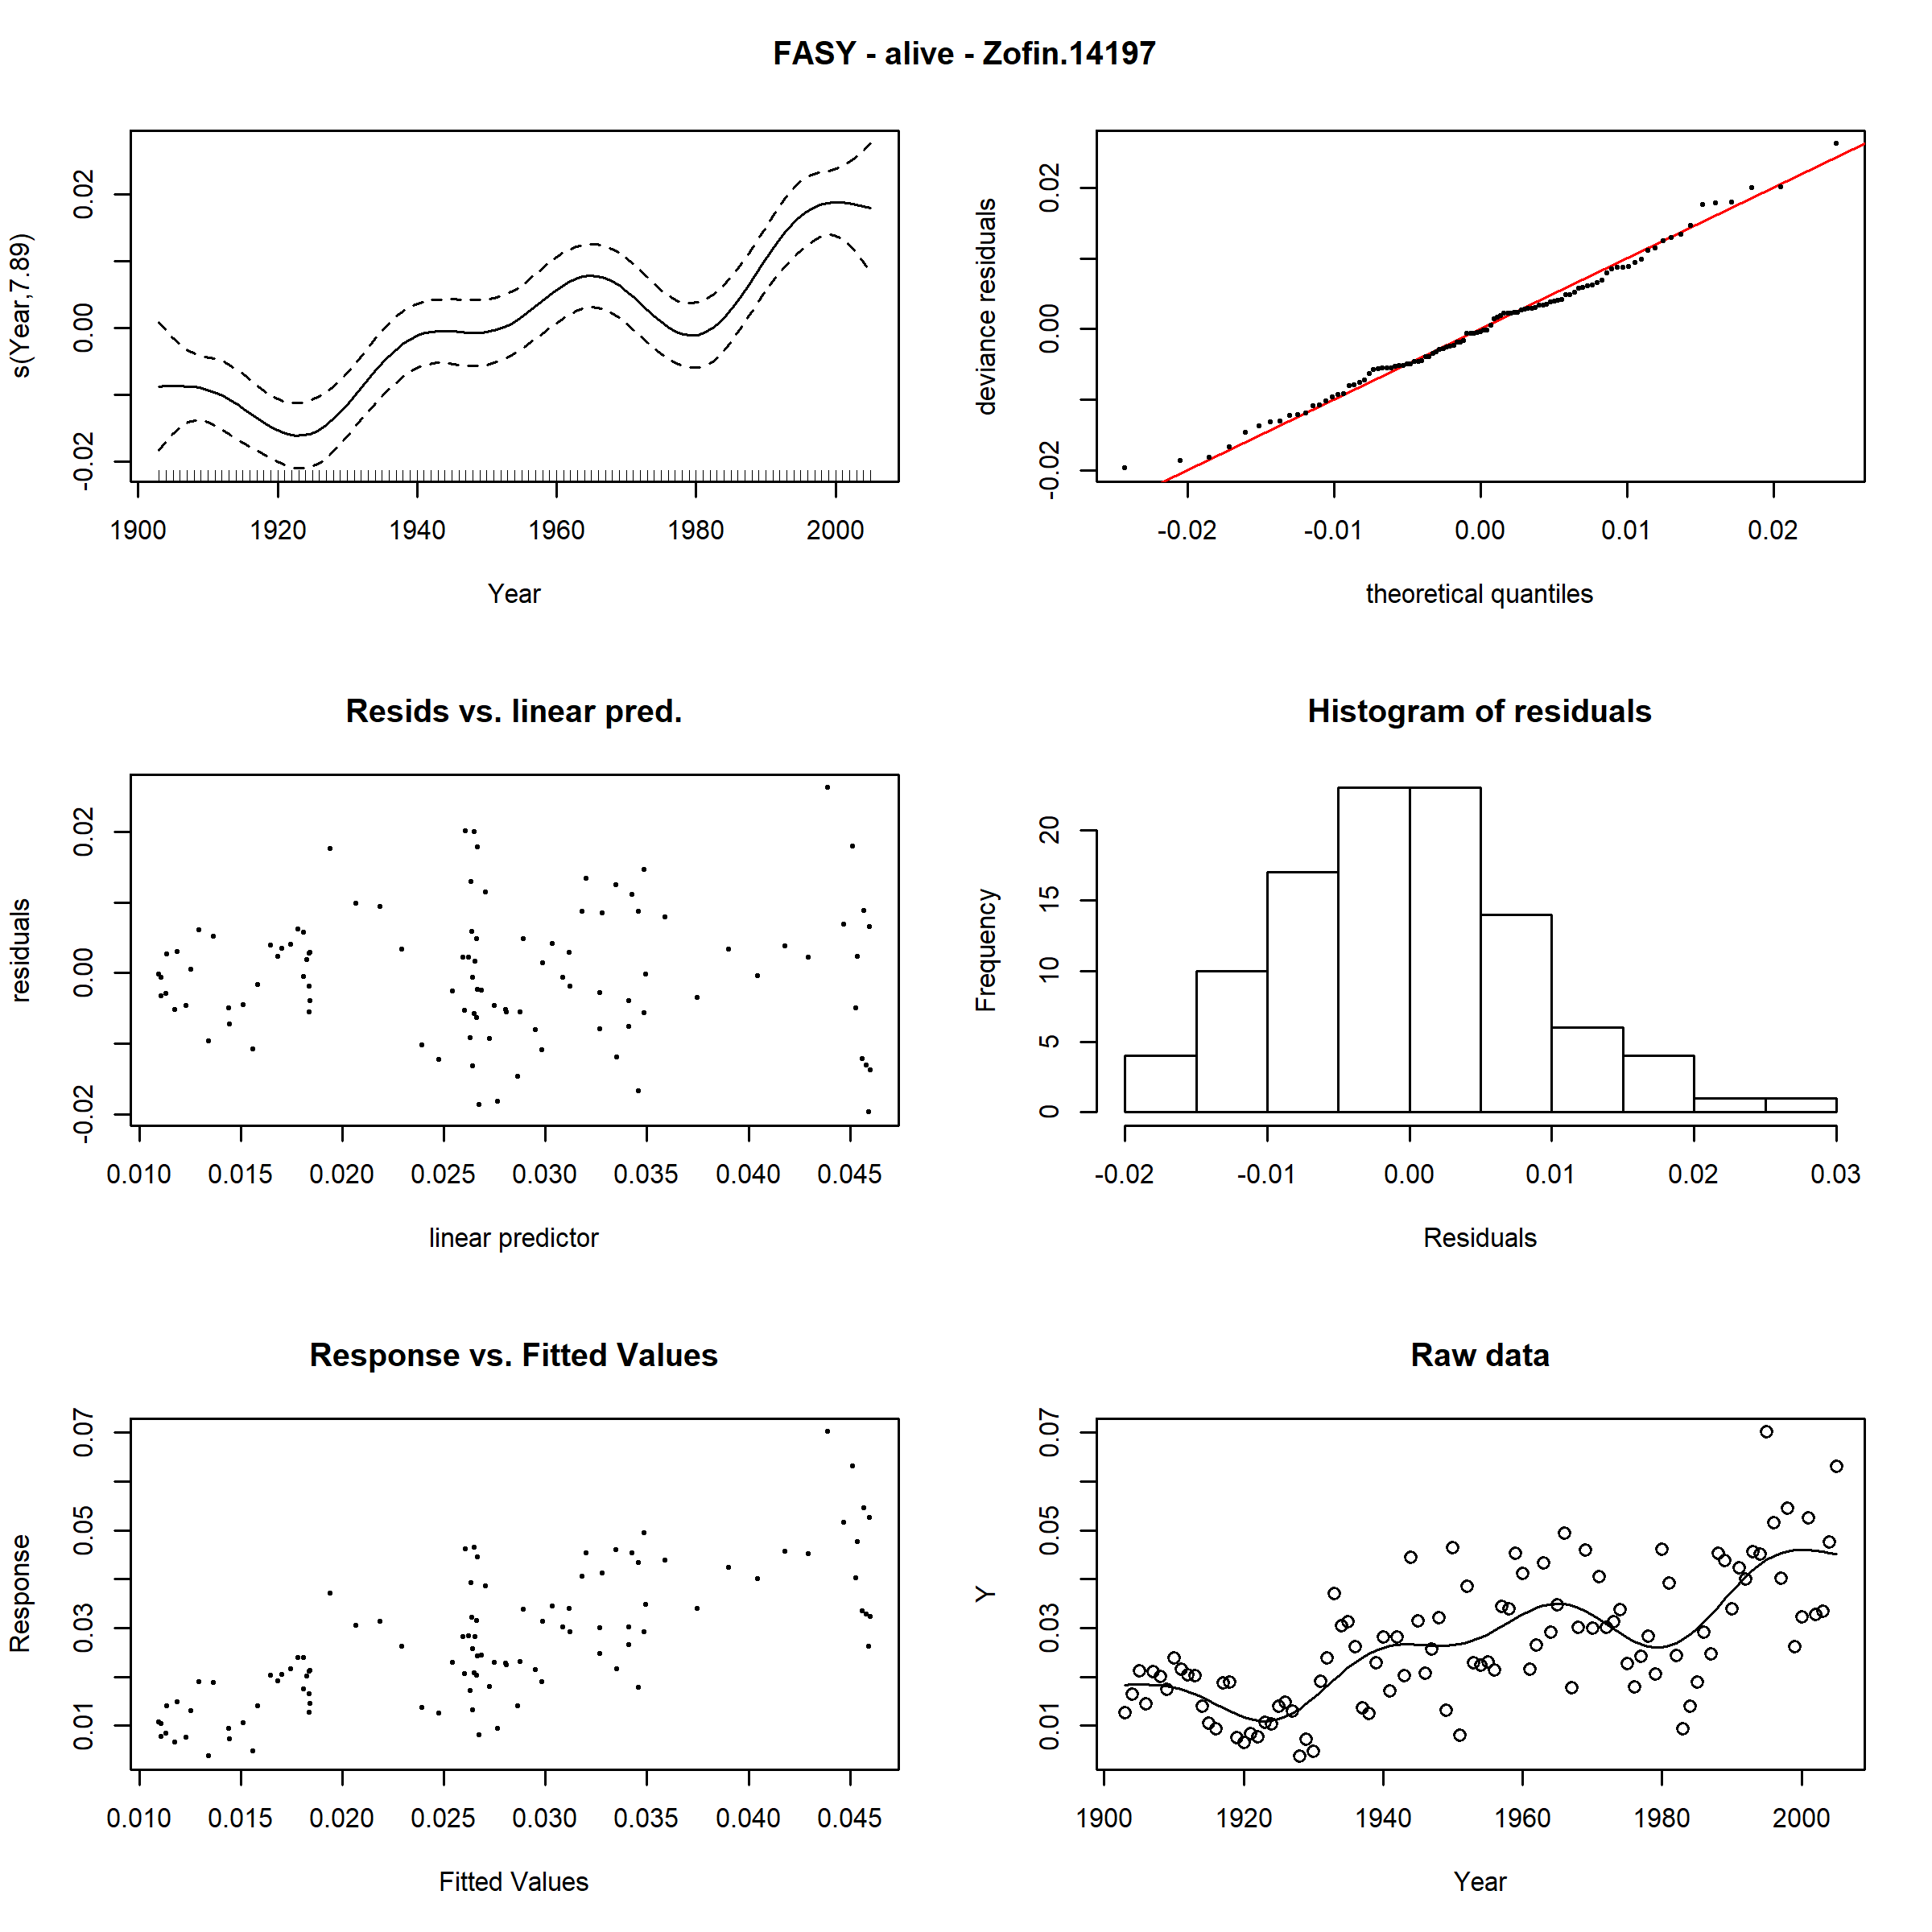 FASY - alive - Zofin.14197
s(Year,7.89)
-0.02 0.00 0.02
1900 1920 1940 1960 1980 2000
Year
deviance residuals
-0.02 0.00 0.02
-0.02 -0.01 0.00 0.01 0.02
theoretical quantiles
Resids vs. linear pred.
residuals
-0.02 0.00 0.02
0.010 0.015 0.020 0.025 0.030 0.035 0.040 0.045
linear predictor
Histogram of residuals
Frequency
0 5 10 15 20
-0.02 -0.01 0.00 0.01 0.02 0.03
Residuals
Response vs. Fitted Values
Response
0.01 0.03 0.05 0.07
0.010 0.015 0.020 0.025 0.030 0.035 0.040 0.045
Fitted Values
Raw data
Y
0.01 0.03 0.05 0.07
1900 1920 1940 1960 1980 2000
Year